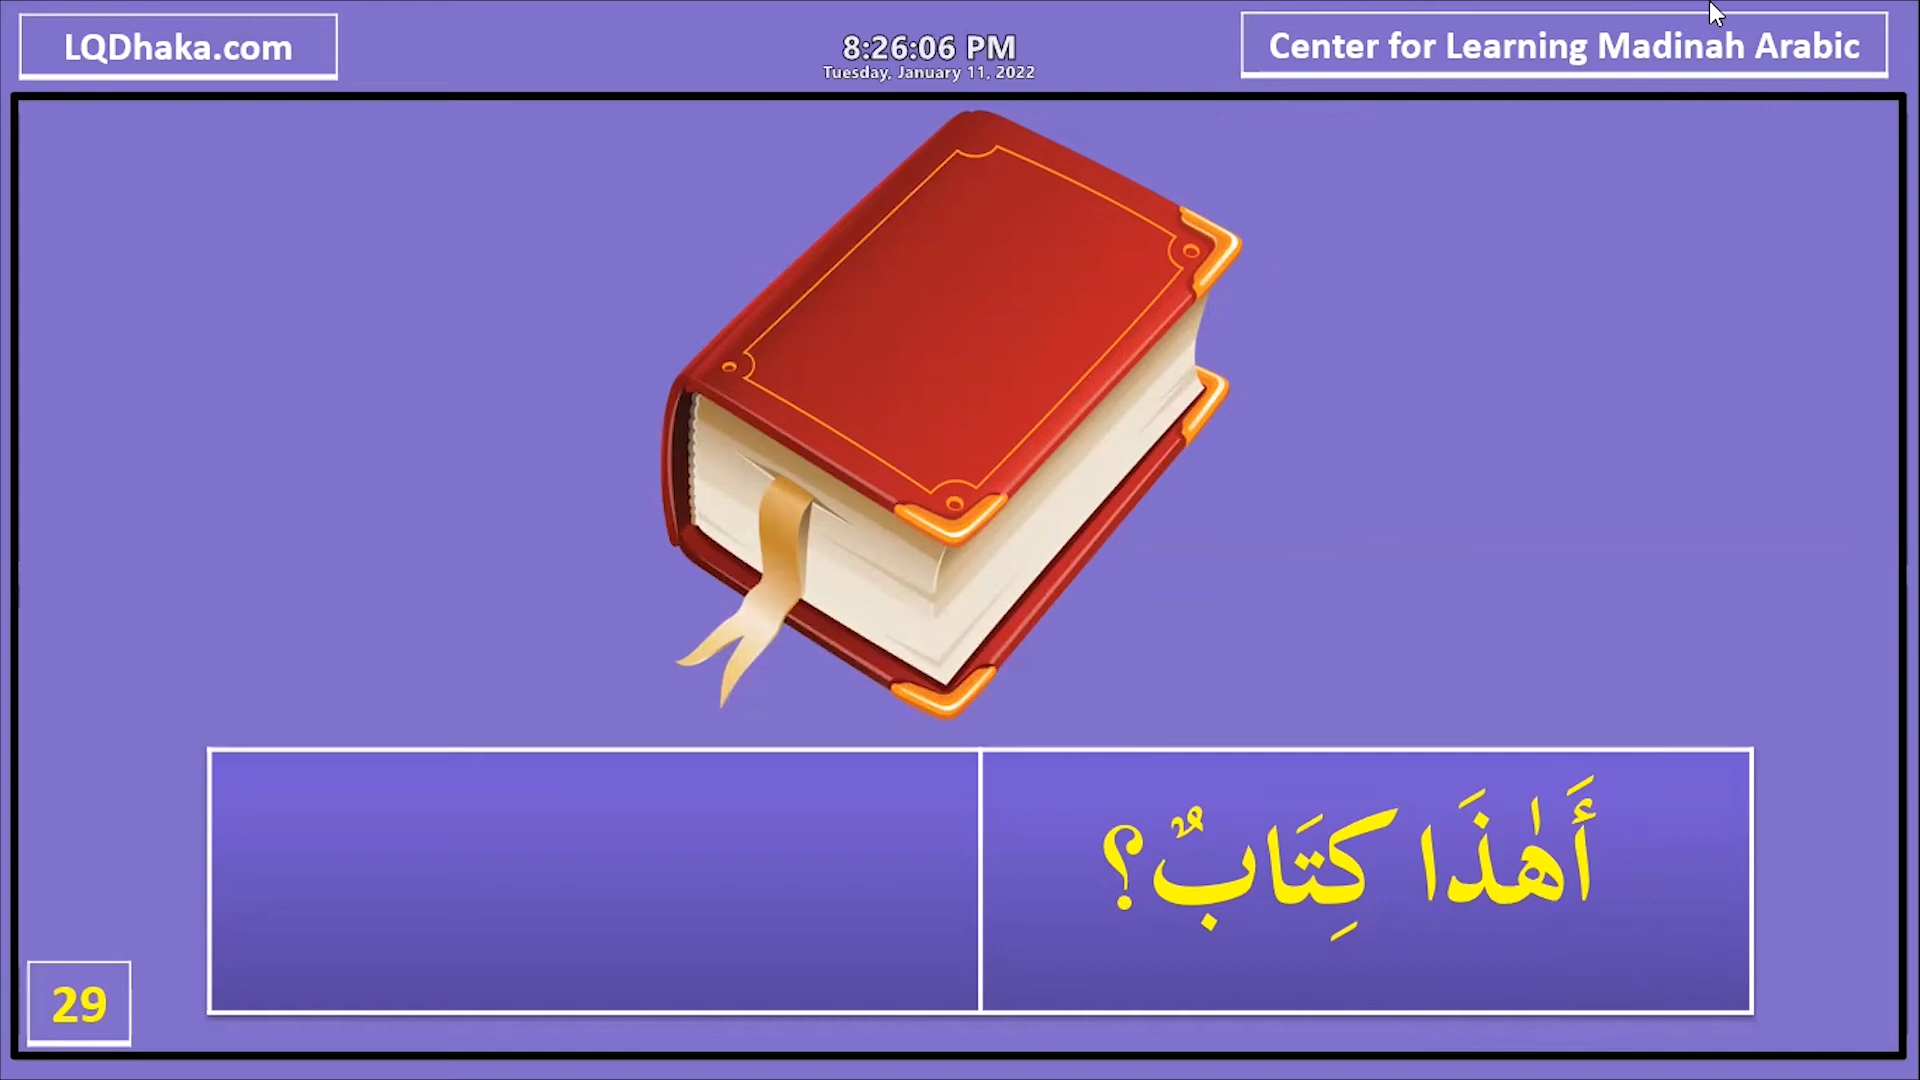 LQDhaka.com
8:26:06 PM
Tuesday, January 11, 2022
Center for Learning Madinah Arabic
أَهٰذَا كِتَابٌ؟
29